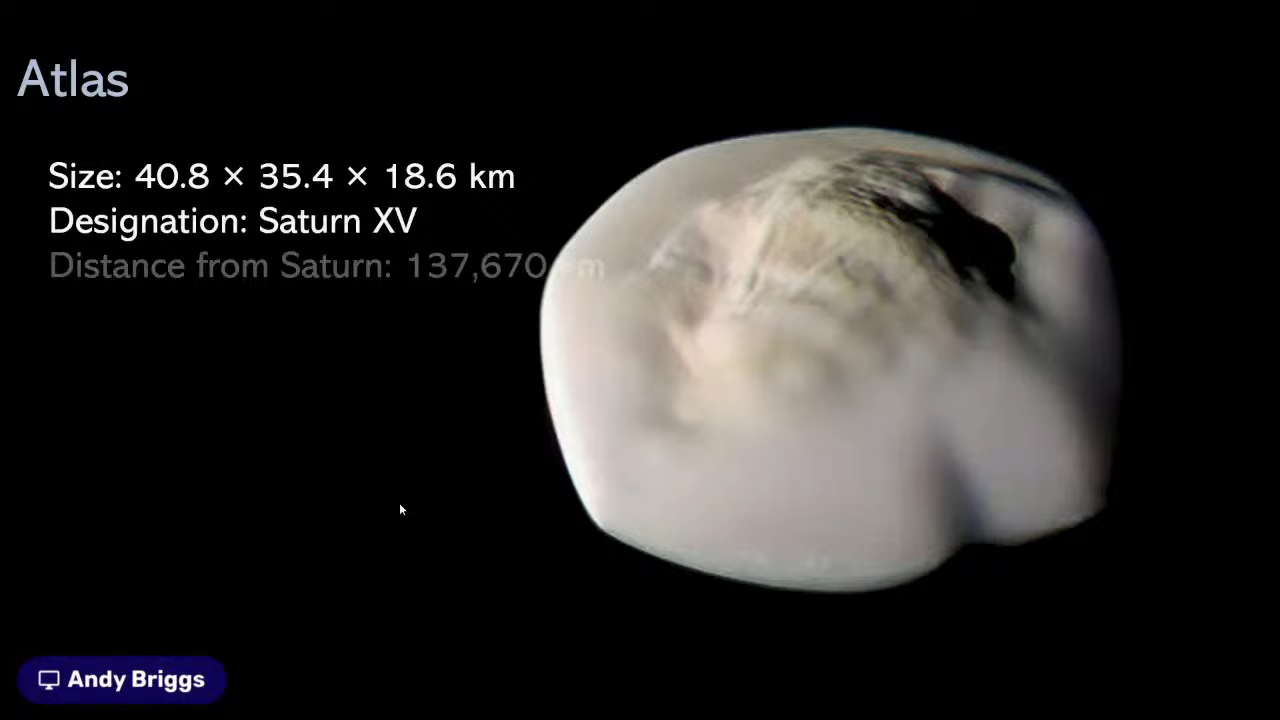 Atlas
Size: 40.8 × 35.4 × 18.6 km
Designation: Saturn XV
Distance from Saturn: 137,670 km
Andy Briggs